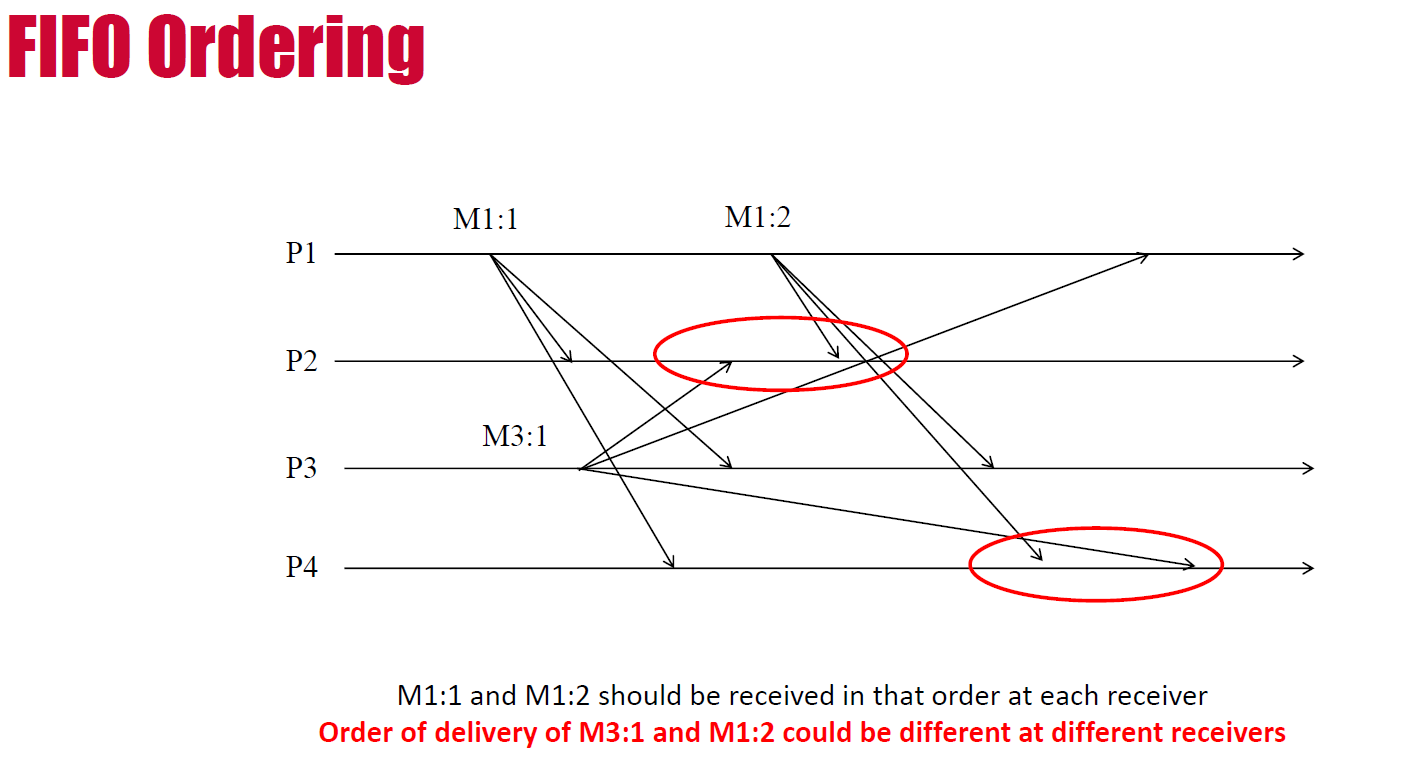 FIFO Ordering
M1:1 M1:2
P1
P2
M3:1
P3
P4
M1:1 and M1:2 should be received in that order at each receiver
Order of delivery of M3:1 and M1:2 could be different at different receivers